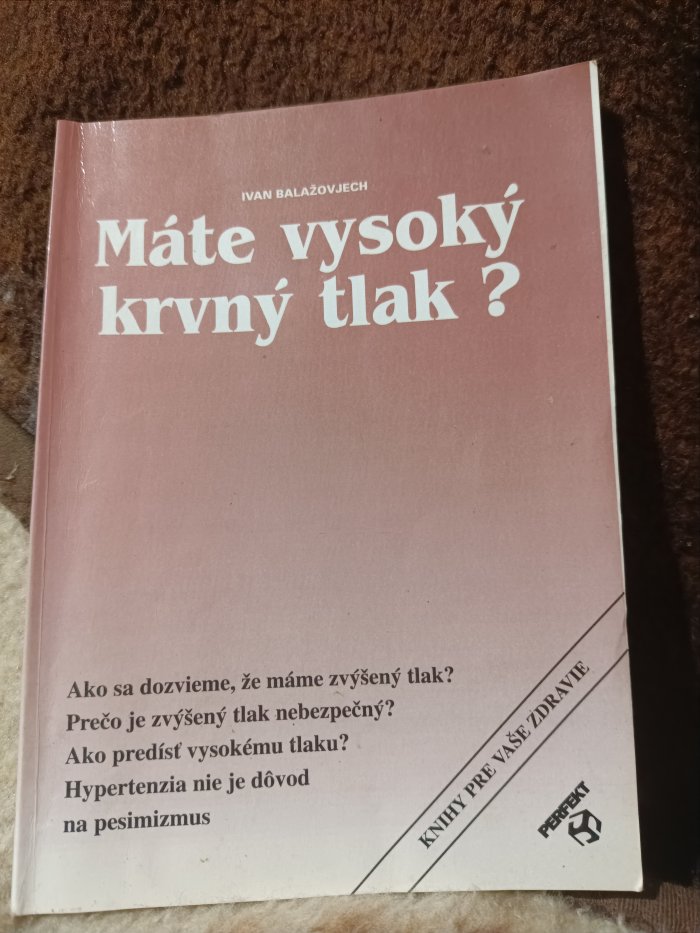 IVAN BALAŽOVJECH
Máte vysoký
krvný tlak ?
Ako sa dozvieme, že máme zvýšený tlak?
Prečo je zvýšený tlak nebezpečný?
Ako predísť vysokému tlaku?
Hypertenzia nie je dôvod
na pesimizmus
KNIHY PRE VAŠE ZDRAVIE
PERFEKT